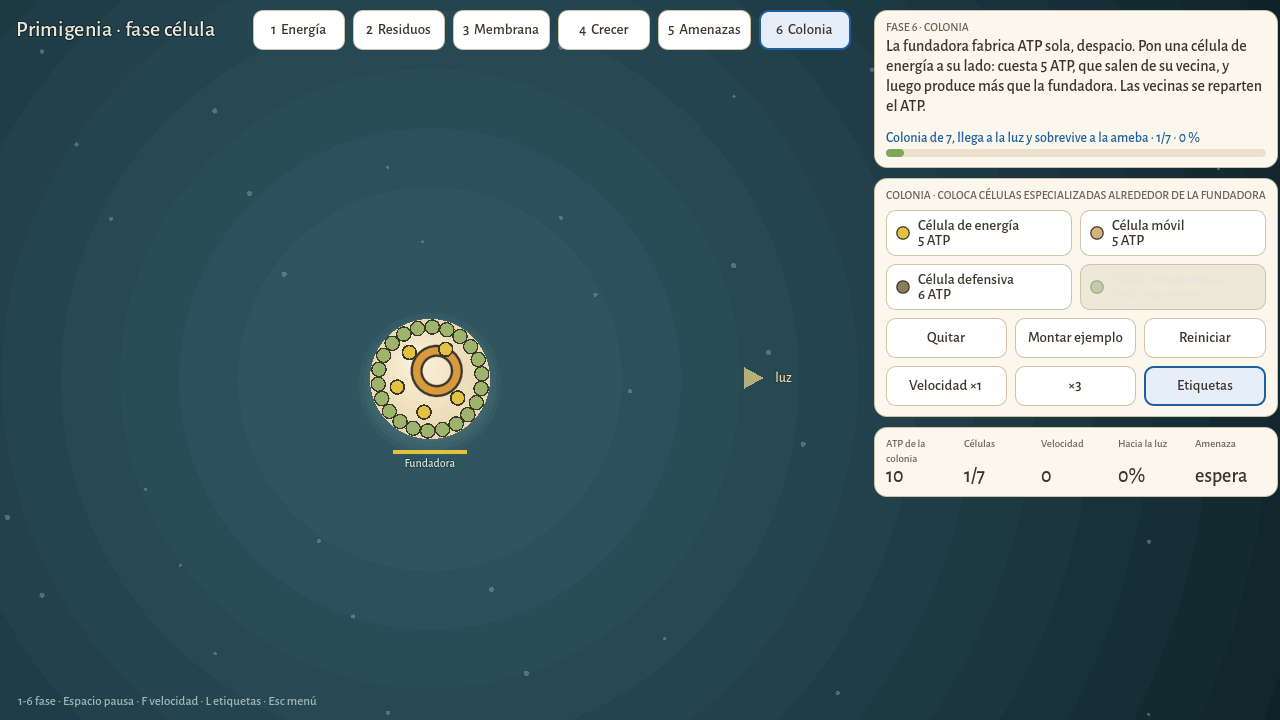 Primigenia · fase célula
1 Energía
2 Residuos
3 Membrana
4 Crecer
5 Amenazas
6 Colonia
FASE 6 · COLONIA
La fundadora fabrica ATP sola, despacio. Pon una célula de
energía a su lado: cuesta 5 ATP, que salen de su vecina, y
luego produce más que la fundadora. Las vecinas se reparten
el ATP.
Colonia de 7, llega a la luz y sobrevive a la ameba · 1/7 · 0 %
COLONIA · COLOCA CÉLULAS ESPECIALIZADAS ALREDEDOR DE LA FUNDADORA
Célula de energía
5 ATP
Célula móvil
5 ATP
Célula defensiva
6 ATP
Quitar
Montar ejemplo
Reiniciar
Velocidad ×1
×3
Etiquetas
ATP de la
colonia
10
Células
1/7
Velocidad
0
Hacia la luz
0%
Amenaza
espera
luz
Fundadora
1-6 fase · Espacio pausa · F velocidad · L etiquetas · Esc menú